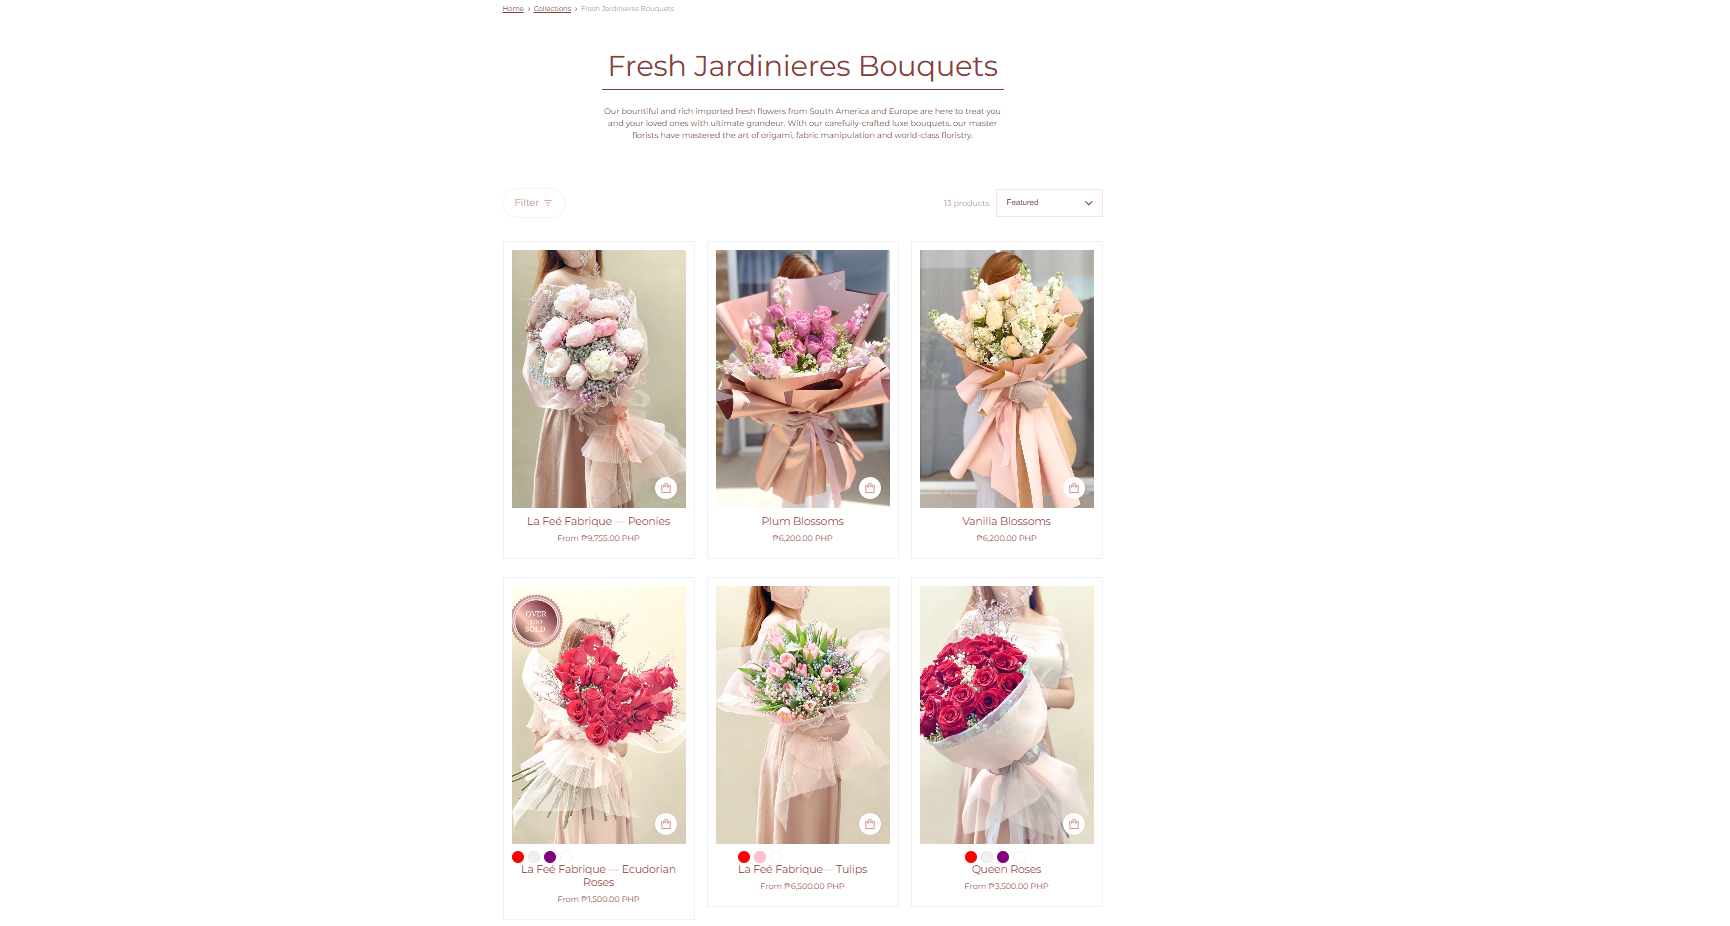 Home › Collections › Fresh Jardinieres Bouquets
Fresh Jardinieres Bouquets
Our bountiful and rich imported fresh flowers from South America and Europe are here to treat you
and your loved ones with ultimate grandeur. With our carefully-crafted luxe bouquets, our master
florists have mastered the art of origami, fabric manipulation and world-class floristry.
Filter
13 products
Featured
La Feé Fabrique — Peonies
From ₱9,755.00 PHP
Plum Blossoms
₱6,200.00 PHP
Vanilla Blossoms
₱6,200.00 PHP
OVER
100
SOLD
La Feé Fabrique — Ecudorian
Roses
From ₱1,500.00 PHP
La Feé Fabrique— Tulips
From ₱6,500.00 PHP
Queen Roses
From ₱3,500.00 PHP